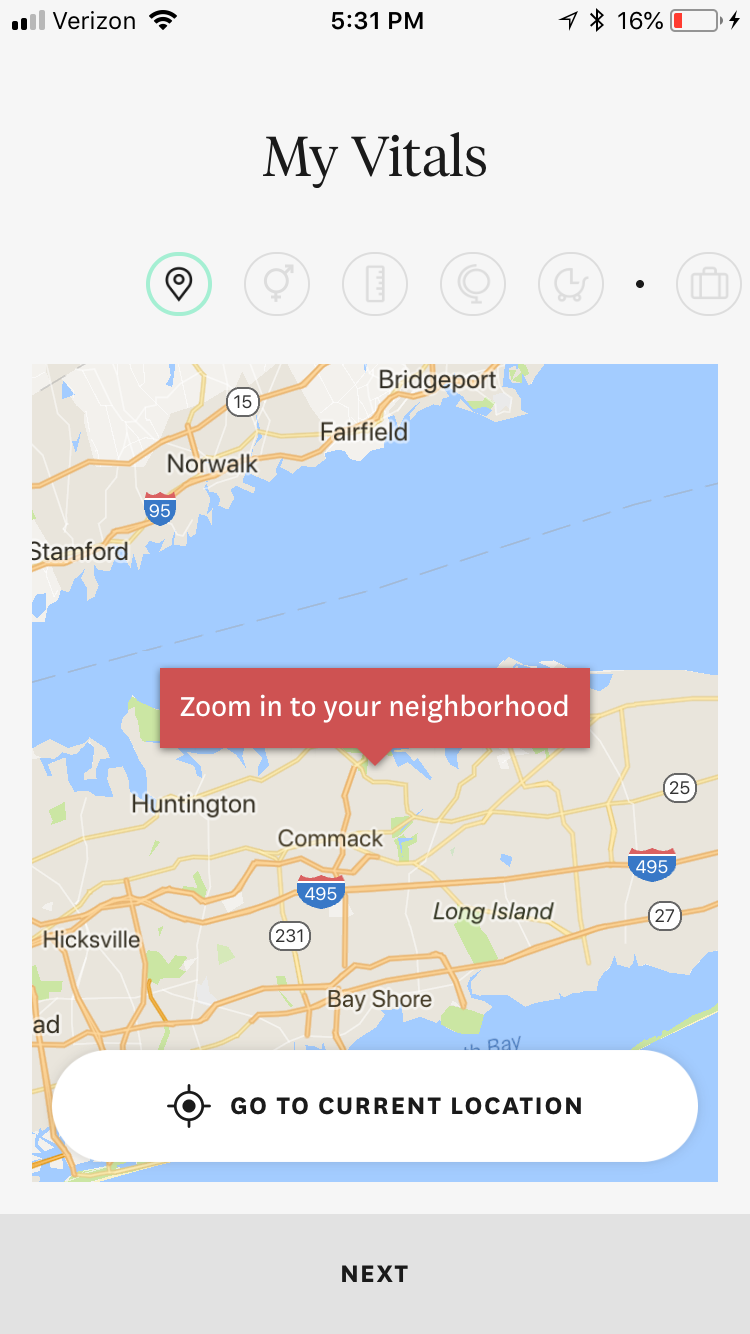 Verizon 5:31 PM 16%
My Vitals
Bridgeport
15
Fairfield
Norwalk
95
Stamford
Zoom in to your neighborhood
25
Huntington
Commack
495
495
Long Island
27
231
Hicksville
Bay Shore
ad
Bay
GO TO CURRENT LOCATION
NEXT